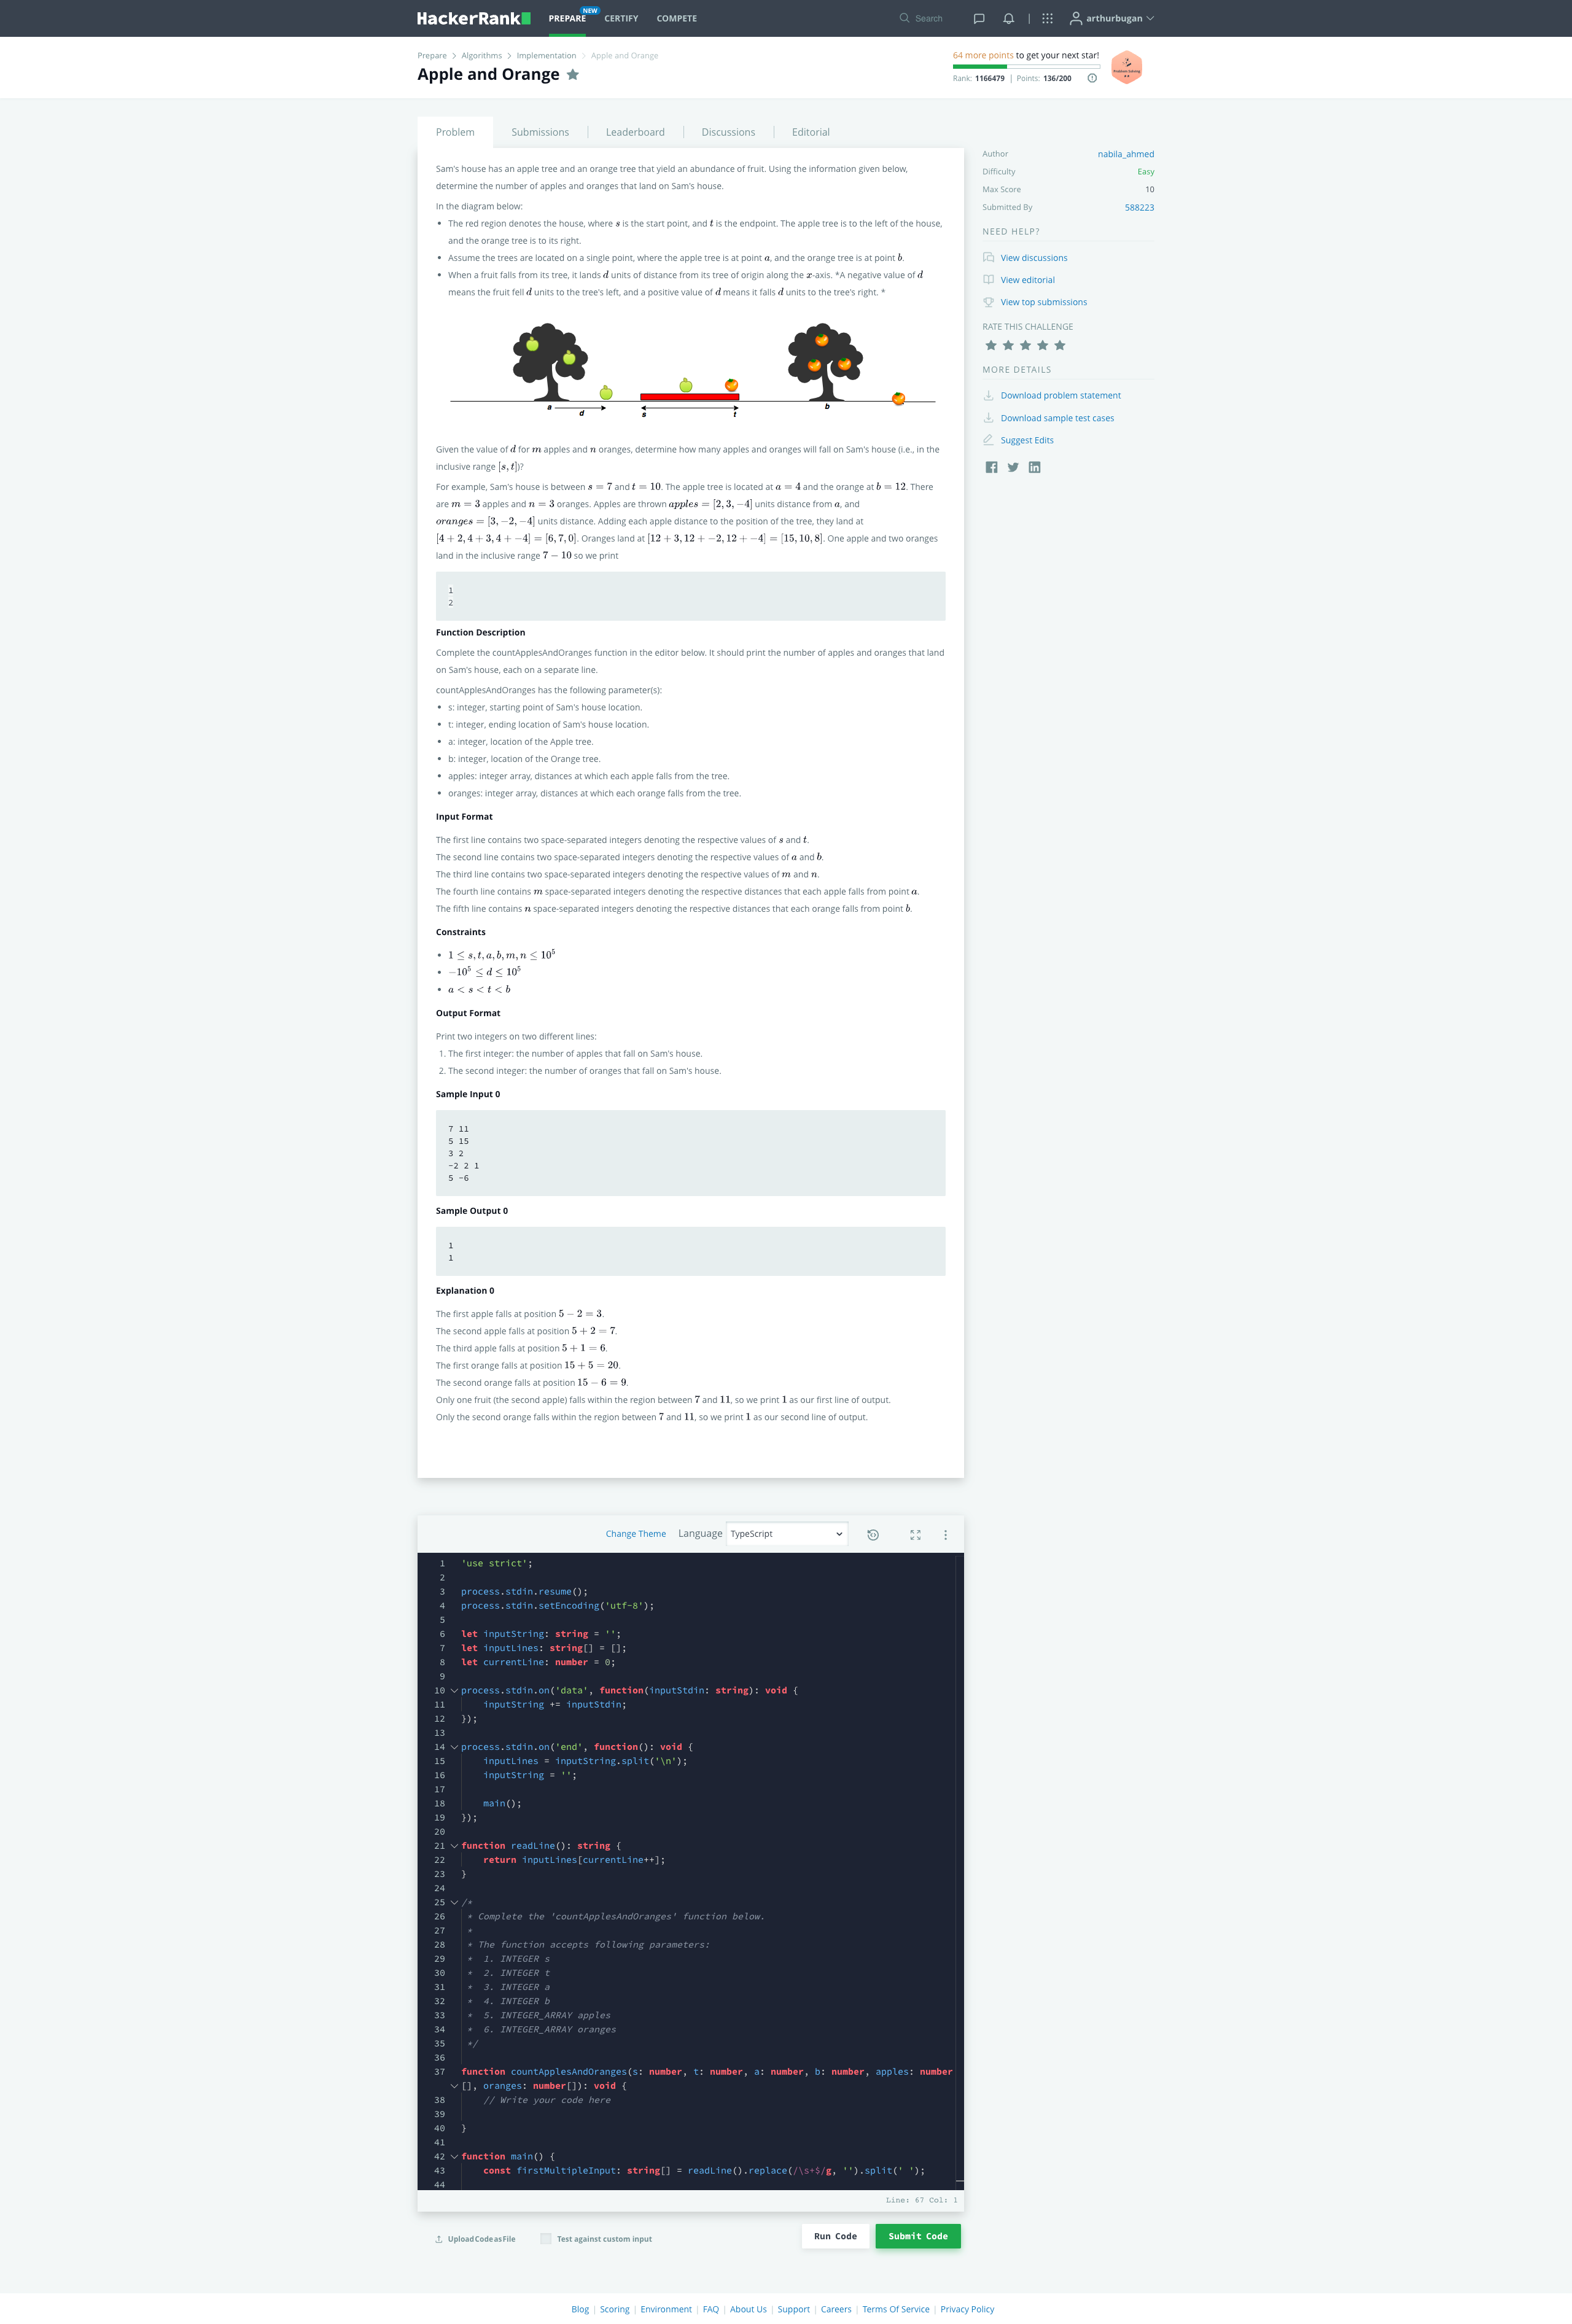 HackerRank
PREPARE
NEW
CERTIFY
COMPETE
Search
arthurbugan
Prepare > Algorithms > Implementation > Apple and Orange
Apple and Orange
64 more points to get your next star!
Rank: 1166479 | Points: 136/200
Problem Solving
Problem
Submissions
Leaderboard
Discussions
Editorial
Sam's house has an apple tree and an orange tree that yield an abundance of fruit. Using the information given below,
determine the number of apples and oranges that land on Sam's house.
In the diagram below:
• The red region denotes the house, where s is the start point, and t is the endpoint. The apple tree is to the left of the house,
and the orange tree is to its right.
• Assume the trees are located on a single point, where the apple tree is at point a, and the orange tree is at point b.
• When a fruit falls from its tree, it lands d units of distance from its tree of origin along the x-axis. *A negative value of d
means the fruit fell d units to the tree's left, and a positive value of d means it falls d units to the tree's right. *
a
d
s
t
b
Given the value of d for m apples and n oranges, determine how many apples and oranges will fall on Sam's house (i.e., in the
inclusive range [s, t])?
For example, Sam's house is between s = 7 and t = 10. The apple tree is located at a = 4 and the orange at b = 12. There
are m = 3 apples and n = 3 oranges. Apples are thrown apples = [2, 3, −4] units distance from a, and
oranges = [3, −2, −4] units distance. Adding each apple distance to the position of the tree, they land at
[4 + 2, 4 + 3, 4 + −4] = [6, 7, 0]. Oranges land at [12 + 3, 12 + −2, 12 + −4] = [15, 10, 8]. One apple and two oranges
land in the inclusive range 7 − 10 so we print
1
2
Function Description
Complete the countApplesAndOranges function in the editor below. It should print the number of apples and oranges that land
on Sam's house, each on a separate line.
countApplesAndOranges has the following parameter(s):
• s: integer, starting point of Sam's house location.
• t: integer, ending location of Sam's house location.
• a: integer, location of the Apple tree.
• b: integer, location of the Orange tree.
• apples: integer array, distances at which each apple falls from the tree.
• oranges: integer array, distances at which each orange falls from the tree.
Input Format
The first line contains two space-separated integers denoting the respective values of s and t.
The second line contains two space-separated integers denoting the respective values of a and b.
The third line contains two space-separated integers denoting the respective values of m and n.
The fourth line contains m space-separated integers denoting the respective distances that each apple falls from point a.
The fifth line contains n space-separated integers denoting the respective distances that each orange falls from point b.
Constraints
• 1 ≤ s, t, a, b, m, n ≤ 10⁵
• −10⁵ ≤ d ≤ 10⁵
• a < s < t < b
Output Format
Print two integers on two different lines:
1. The first integer: the number of apples that fall on Sam's house.
2. The second integer: the number of oranges that fall on Sam's house.
Sample Input 0
7 11
5 15
3 2
-2 2 1
5 -6
Sample Output 0
1
1
Explanation 0
The first apple falls at position 5 − 2 = 3.
The second apple falls at position 5 + 2 = 7.
The third apple falls at position 5 + 1 = 6.
The first orange falls at position 15 + 5 = 20.
The second orange falls at position 15 − 6 = 9.
Only one fruit (the second apple) falls within the region between 7 and 11, so we print 1 as our first line of output.
Only the second orange falls within the region between 7 and 11, so we print 1 as our second line of output.
Author nabila_ahmed
Difficulty Easy
Max Score 10
Submitted By 588223
NEED HELP?
View discussions
View editorial
View top submissions
RATE THIS CHALLENGE
MORE DETAILS
Download problem statement
Download sample test cases
Suggest Edits
Change Theme
Language
TypeScript
1 'use strict';
2
3 process.stdin.resume();
4 process.stdin.setEncoding('utf-8');
5
6 let inputString: string = '';
7 let inputLines: string[] = [];
8 let currentLine: number = 0;
9
10 process.stdin.on('data', function(inputStdin: string): void {
11     inputString += inputStdin;
12 });
13
14 process.stdin.on('end', function(): void {
15     inputLines = inputString.split('\n');
16     inputString = '';
17
18     main();
19 });
20
21 function readLine(): string {
22     return inputLines[currentLine++];
23 }
24
25 /*
26  * Complete the 'countApplesAndOranges' function below.
27  *
28  * The function accepts following parameters:
29  *  1. INTEGER s
30  *  2. INTEGER t
31  *  3. INTEGER a
32  *  4. INTEGER b
33  *  5. INTEGER_ARRAY apples
34  *  6. INTEGER_ARRAY oranges
35  */
36
37 function countApplesAndOranges(s: number, t: number, a: number, b: number, apples: number
[], oranges: number[]): void {
38     // Write your code here
39
40 }
41
42 function main() {
43     const firstMultipleInput: string[] = readLine().replace(/\s+$/g, '').split(' ');
44
Line: 67 Col: 1
Upload Code as File
Test against custom input
Run Code
Submit Code
Blog | Scoring | Environment | FAQ | About Us | Support | Careers | Terms Of Service | Privacy Policy